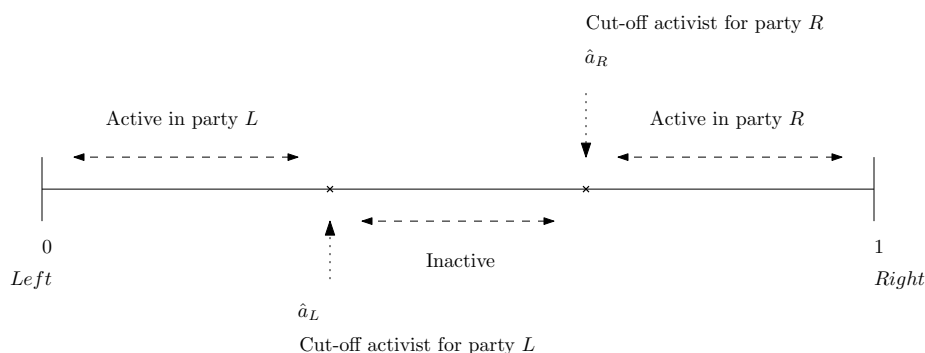 Cut-off activist for party R
â_R
Active in party L
Active in party R
0
1
Inactive
Left
Right
â_L
Cut-off activist for party L